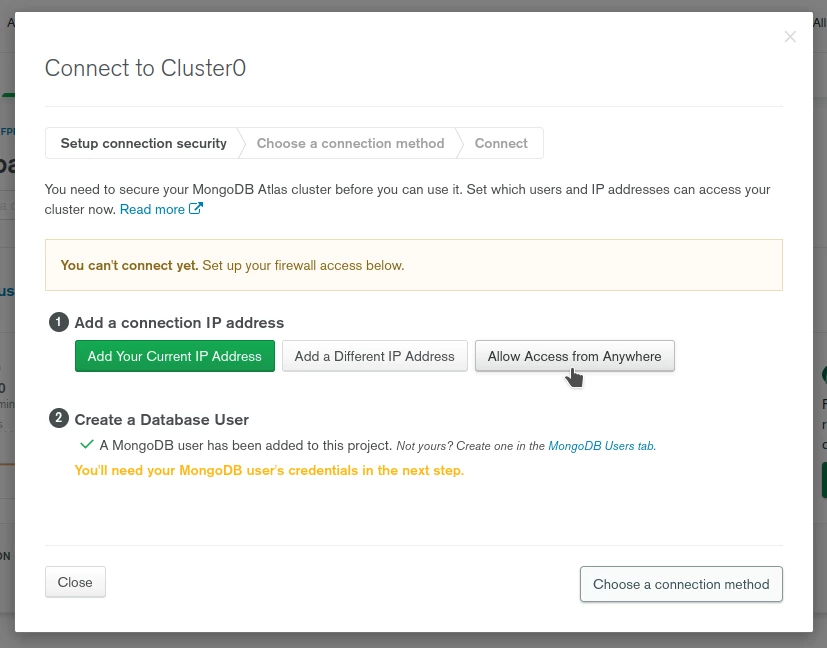 All
Connect to Cluster0
Setup connection security
Choose a connection method
Connect
You need to secure your MongoDB Atlas cluster before you can use it. Set which users and IP addresses can access your
cluster now. Read more
You can't connect yet. Set up your firewall access below.
1 Add a connection IP address
Add Your Current IP Address
Add a Different IP Address
Allow Access from Anywhere
2 Create a Database User
A MongoDB user has been added to this project. Not yours? Create one in the MongoDB Users tab.
You'll need your MongoDB user's credentials in the next step.
Close
Choose a connection method